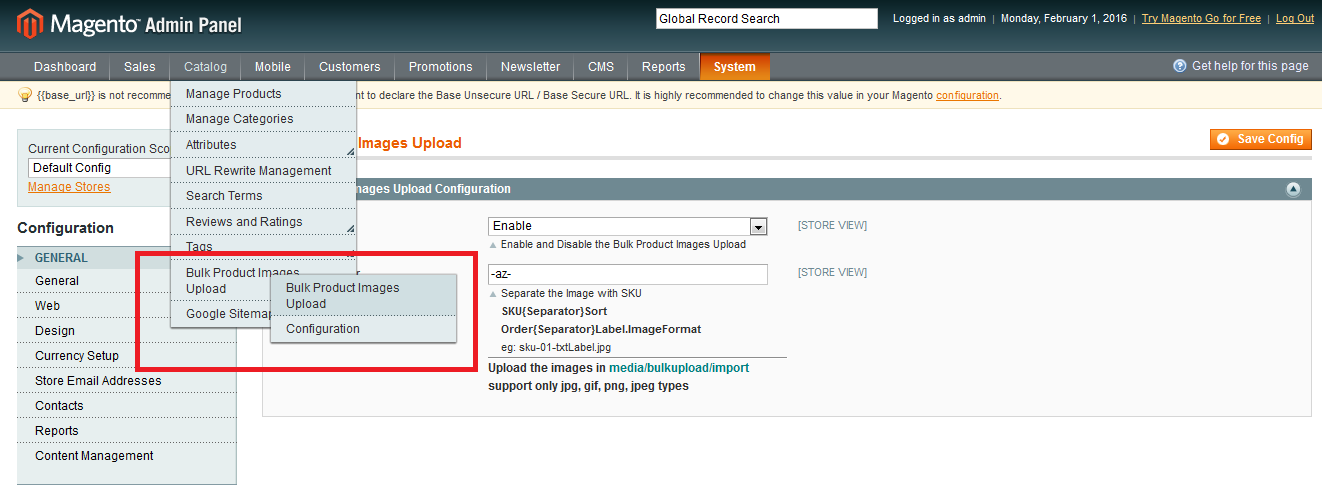 Magento Admin Panel
Global Record Search
Logged in as admin | Monday, February 1, 2016 | Try Magento Go for Free | Log Out
Dashboard Sales Catalog Mobile Customers Promotions Newsletter CMS Reports System
Get help for this page
{{base_url}} is not recomme nt to declare the Base Unsecure URL / Base Secure URL. It is highly recommended to change this value in your Magento configuration.
Manage Products
Manage Categories
Attributes
URL Rewrite Management
Search Terms
Reviews and Ratings
Tags
Bulk Product Images
Upload
Google Sitemap
Bulk Product Images
Upload
Configuration
Current Configuration Sco
Default Config
Manage Stores
Configuration
GENERAL
General
Web
Design
Currency Setup
Store Email Addresses
Contacts
Reports
Content Management
Images Upload
Save Config
mages Upload Configuration
Enable
[STORE VIEW]
Enable and Disable the Bulk Product Images Upload
-az-
[STORE VIEW]
Separate the Image with SKU
SKU{Separator}Sort
Order{Separator}Label.ImageFormat
eg: sku-01-txtLabel.jpg
Upload the images in media/bulkupload/import
support only jpg, gif, png, jpeg types